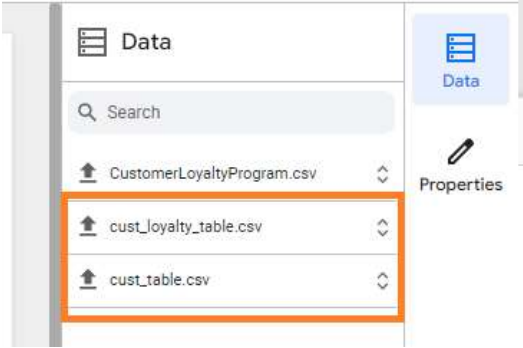 Data
Search
CustomerLoyaltyProgram.csv
cust_loyalty_table.csv
cust_table.csv
Data
Properties